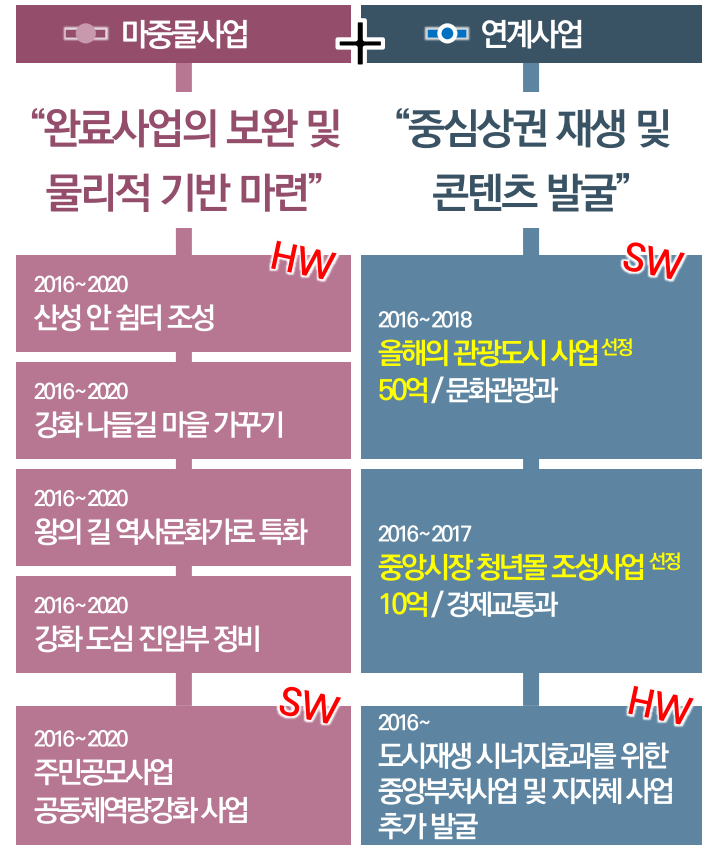 마중물사업
“완료사업의 보완 및
물리적 기반 마련”
HW
2016~2020
산성 안 쉼터 조성
2016~2020
강화 나들길 마을 가꾸기
2016~2020
왕의 길 역사문화가로 특화
2016~2020
강화 도심 진입부 정비
SW
2016~2020
주민공모사업
공동체역량강화 사업
+
연계사업
“중심상권 재생 및
콘텐츠 발굴”
SW
2016~2018
올해의 관광도시 사업 선정
50억 / 문화관광과
2016~2017
중앙시장 청년몰 조성사업 선정
10억 / 경제교통과
HW
2016~
도시재생 시너지효과를 위한
중앙부처사업 및 지자체 사업
추가 발굴